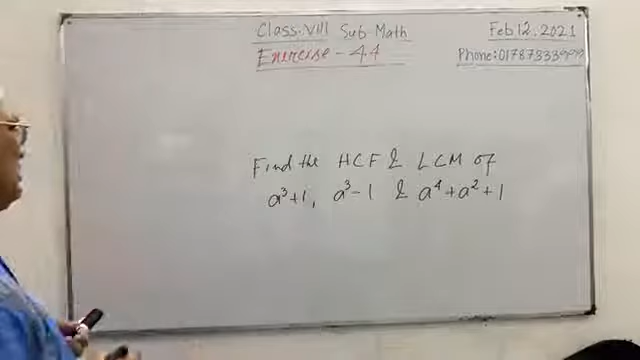 Class-VIII Sub Math
Feb 12, 2021
Exercise - 4.4
Find the HCF & LCM of
a³+1, a³-1 & a⁴+a²+1